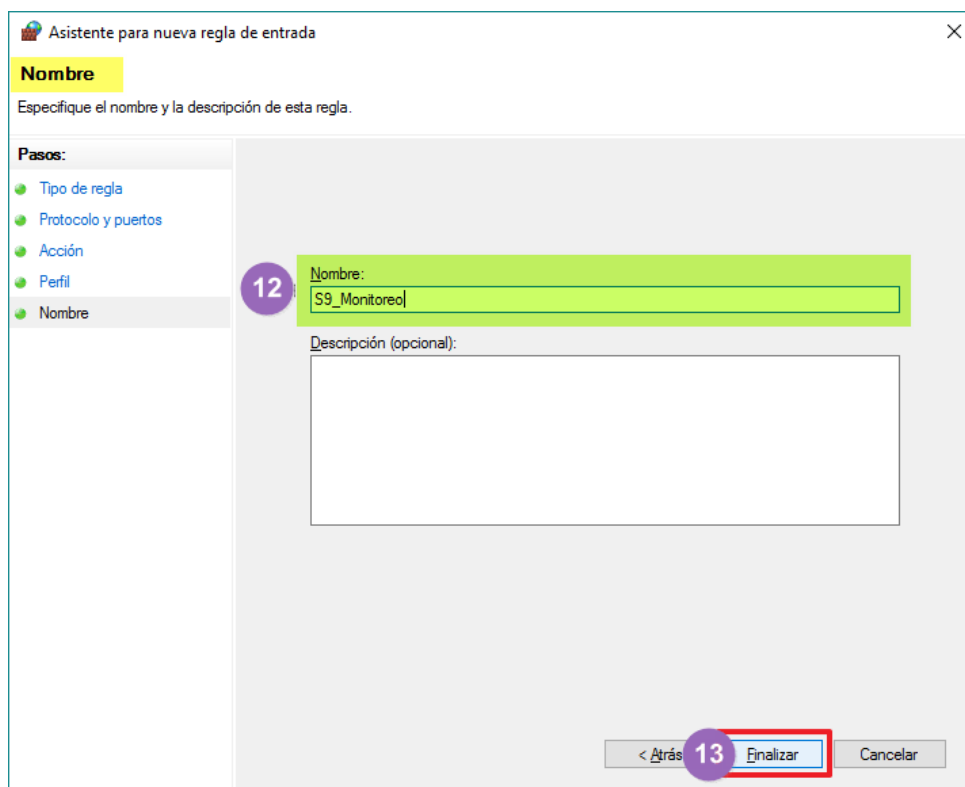 Asistente para nueva regla de entrada
Nombre
Especifique el nombre y la descripción de esta regla.
Pasos:
Tipo de regla
Protocolo y puertos
Acción
Perfil
Nombre
12
Nombre:
S9_Monitoreo
Descripción (opcional):
< Atrás
13
Finalizar
Cancelar